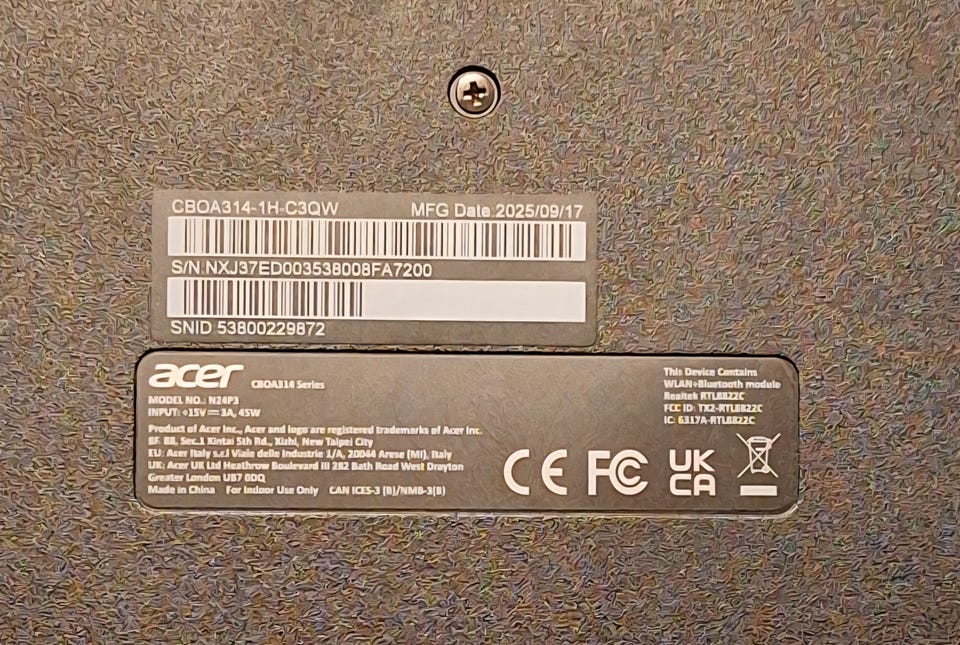 CBOA314-1H-C3QW MFG Date 2025/09/17
S/N NXJ37ED003538008FA7200
SNID 53800229872
acer CBOA314 Series
MODEL NO.: N24P3
INPUT: ⎓15V⎓3A, 45W
Product of Acer Inc., Acer and logo are registered trademarks of Acer Inc.
8F. 88, Sec.1 Xintai 5th Rd., Xizhi, New Taipei City
EU: Acer Italy s.r.l Viale delle Industrie 1/A, 20044 Arese (MI), Italy
UK: Acer UK Ltd Heathrow Boulevard III 282 Bath Road West Drayton
Greater London UB7 0DQ
Made in China For Indoor Use Only CAN ICES-3 (B)/NMB-3(B)
This Device Contains
WLAN+Bluetooth module
Realtek RTL8822C
FCC ID: TX2-RTL8822C
IC: 6317A-RTL8822C
CE FC UK
CA